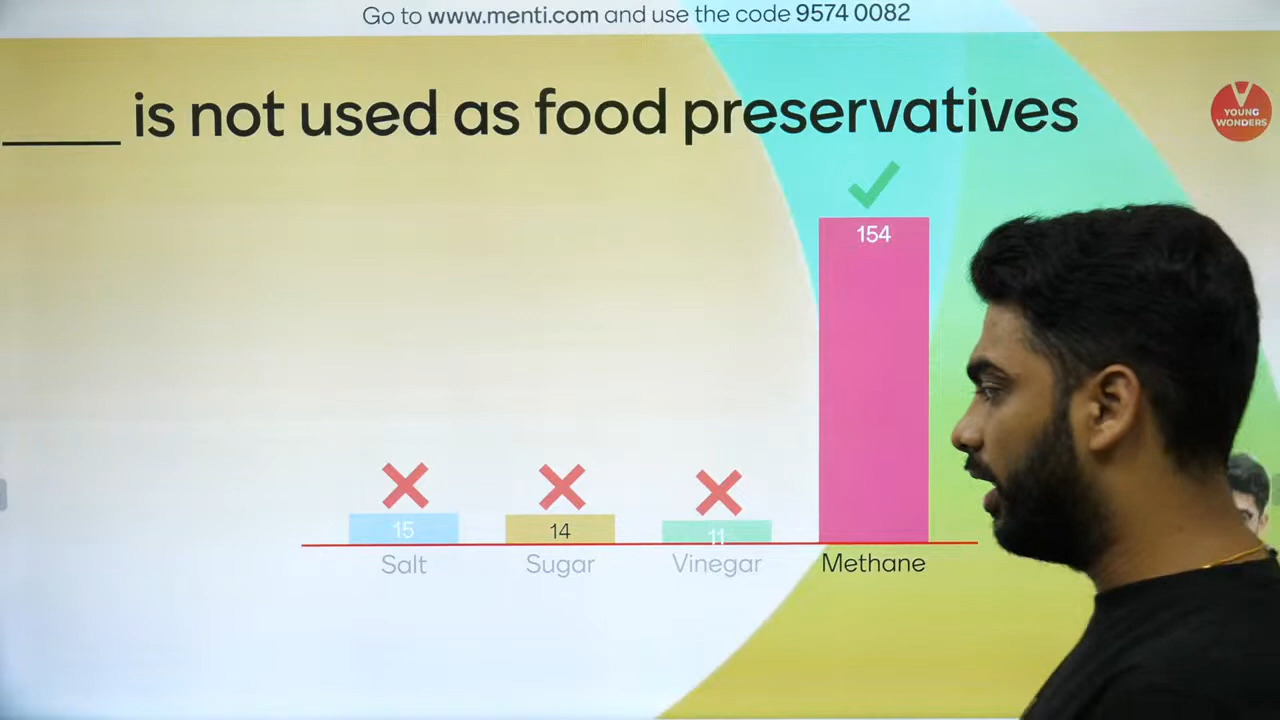 Go to www.menti.com and use the code 9574 0082
____ is not used as food preservatives
V
YOUNG
WONDERS
154
15
14
11
Salt
Sugar
Vinegar
Methane